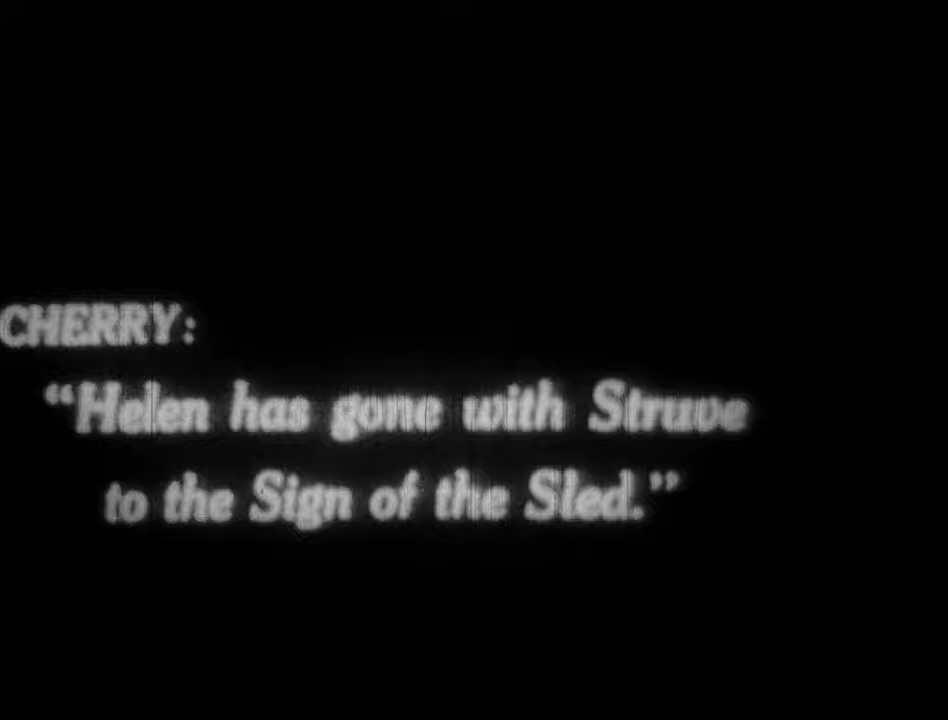 CHERRY:
“Helen has gone with Struve
to the Sign of the Sled.”